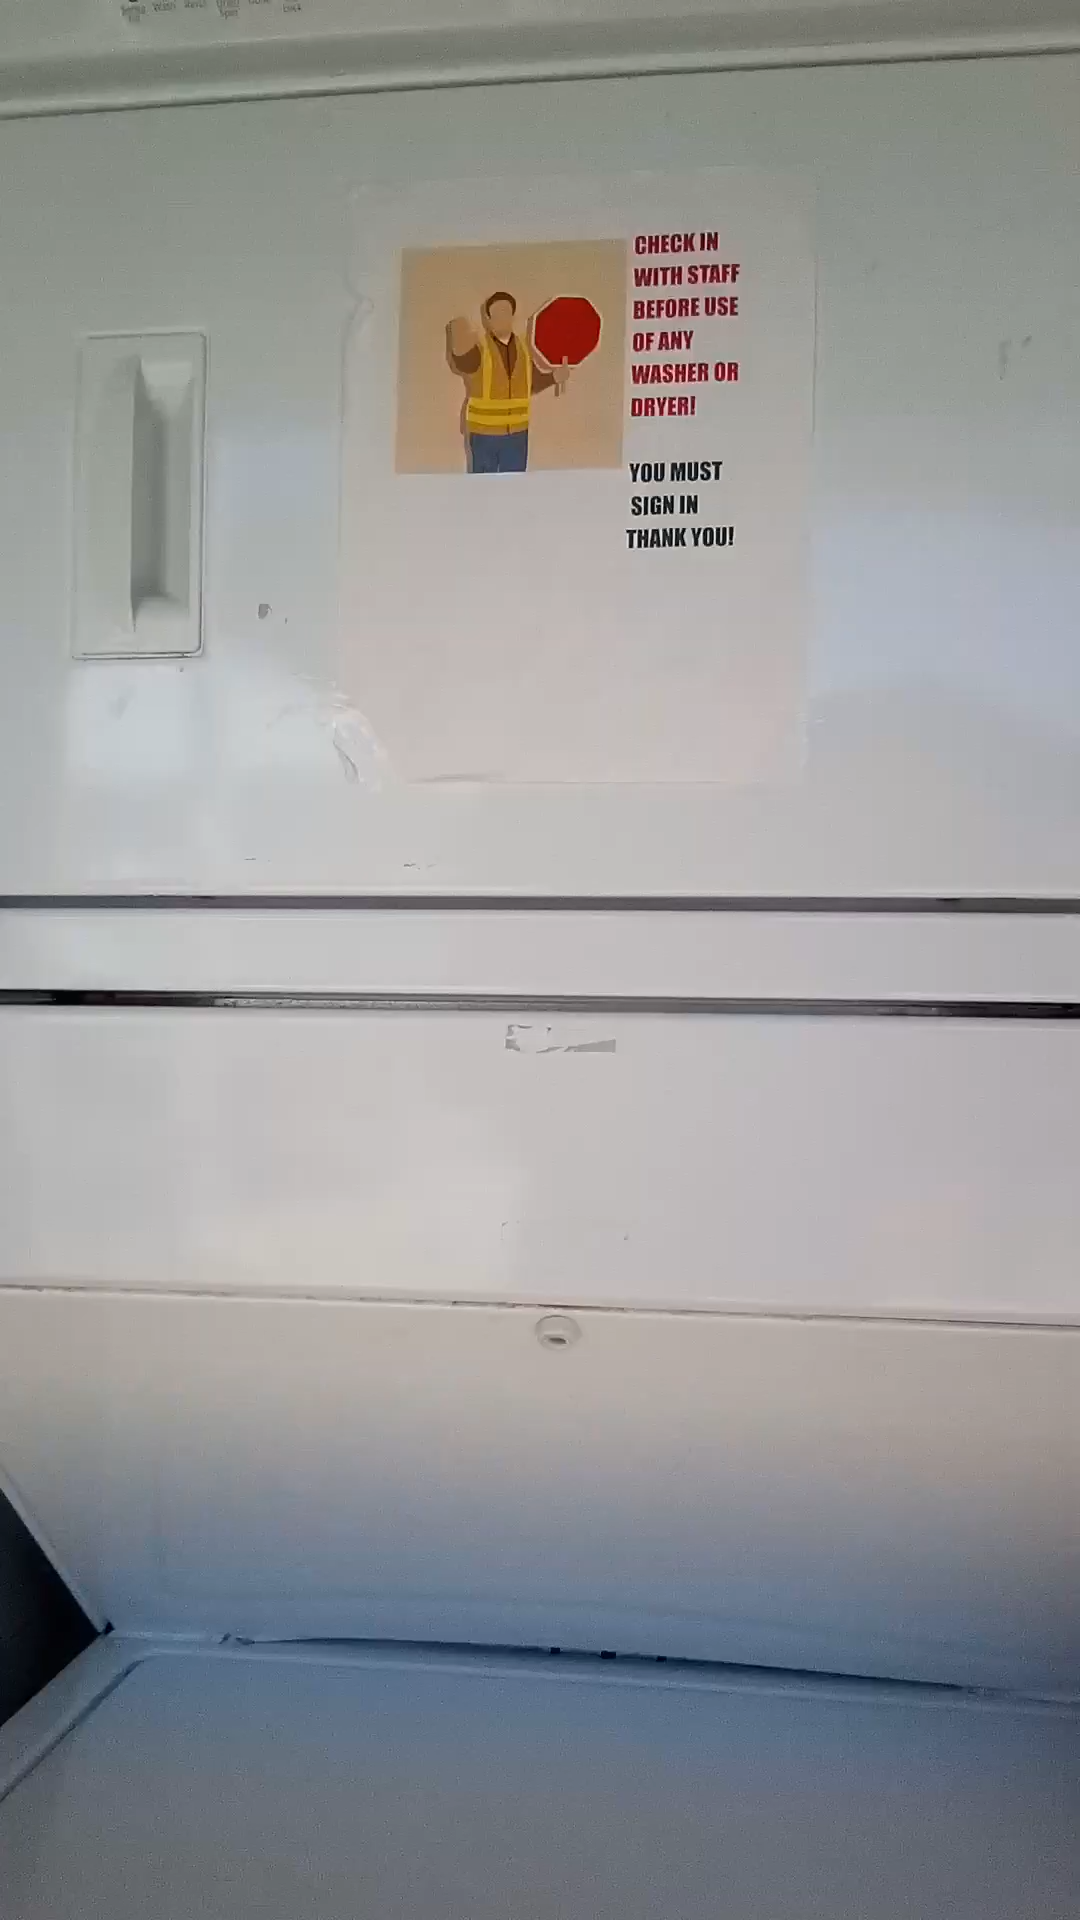 CHECK IN
WITH STAFF
BEFORE USE
OF ANY
WASHER OR
DRYER!
YOU MUST
SIGN IN
THANK YOU!